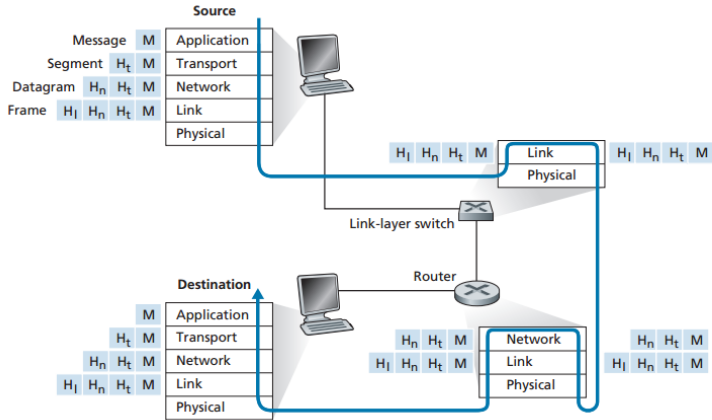 Source
Message M Application
Segment Ht M Transport
Datagram Hn Ht M Network
Frame Hl Hn Ht M Link
Physical
Hl Hn Ht M Link Hl Hn Ht M
Physical
Link-layer switch
Router
Destination
M Application
Ht M Transport
Hn Ht M Network
Hl Hn Ht M Link
Physical
Hn Ht M Network Hn Ht M
Hl Hn Ht M Link Hl Hn Ht M
Physical